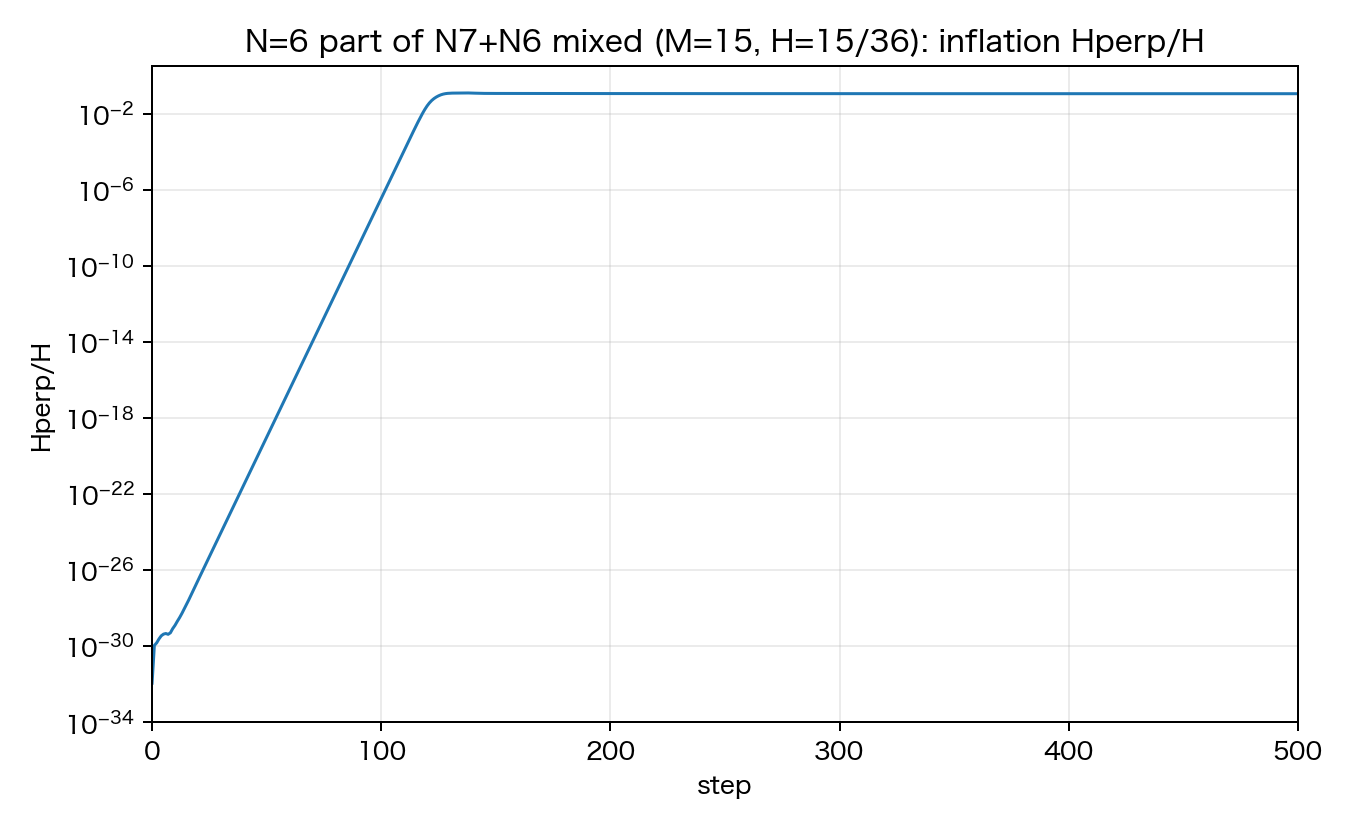 N=6 part of N7+N6 mixed (M=15, H=15/36): inflation Hperp/H
10⁻²
10⁻⁶
10⁻¹⁰
10⁻¹⁴
10⁻¹⁸
10⁻²²
10⁻²⁶
10⁻³⁰
10⁻³⁴
Hperp/H
0 100 200 300 400 500
step